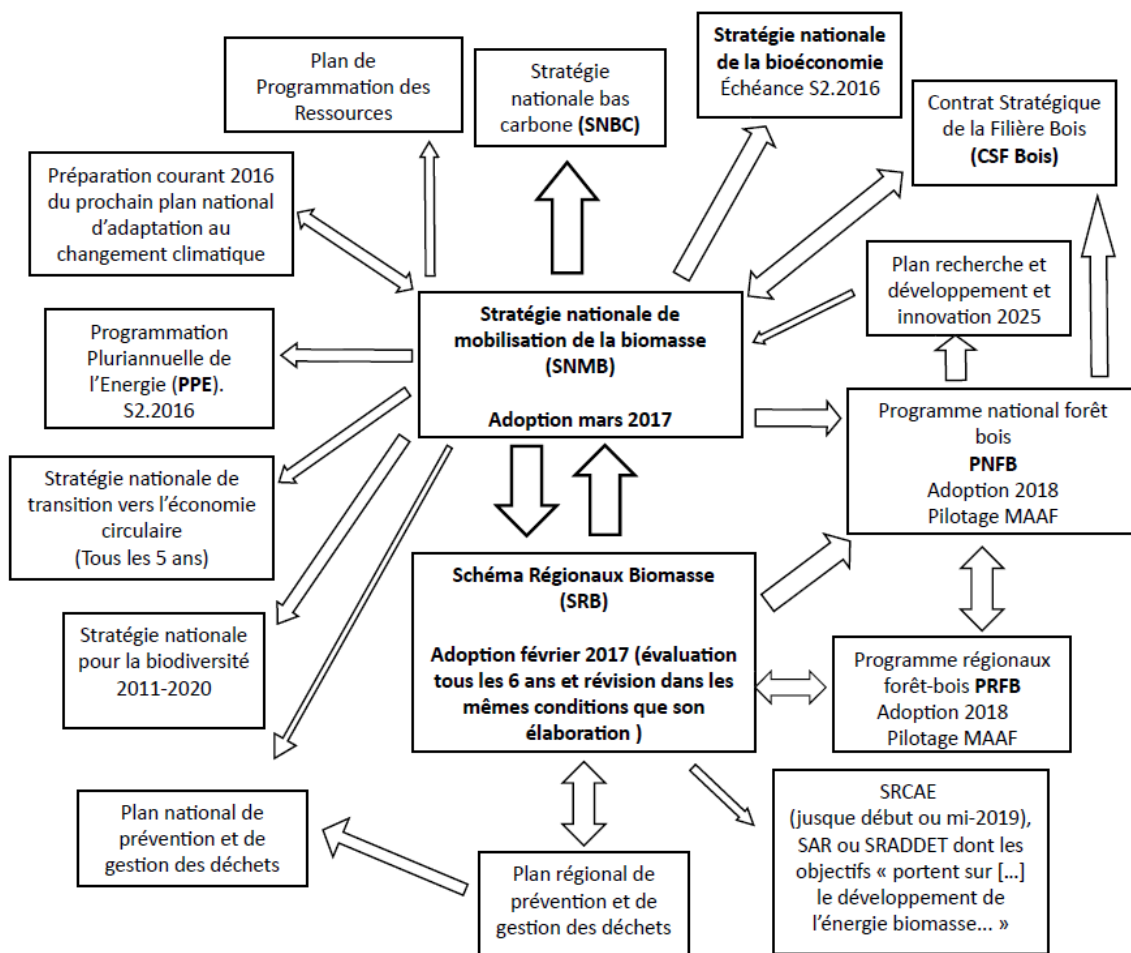 Plan de
Programmation des
Ressources
Stratégie
nationale bas
carbone (SNBC)
Stratégie nationale
de la bioéconomie
Échéance S2.2016
Contrat Stratégique
de la Filière Bois
(CSF Bois)
Préparation courant 2016
du prochain plan national
d’adaptation au
changement climatique
Plan recherche et
développement et
innovation 2025
Stratégie nationale de
mobilisation de la biomasse
(SNMB)
Adoption mars 2017
Programmation
Pluriannuelle de
l’Energie (PPE).
S2.2016
Programme national forêt
bois
PNFB
Adoption 2018
Pilotage MAAF
Stratégie nationale de
transition vers l’économie
circulaire
(Tous les 5 ans)
Schéma Régionaux Biomasse
(SRB)
Adoption février 2017 (évaluation
tous les 6 ans et révision dans les
mêmes conditions que son
élaboration )
Stratégie nationale
pour la biodiversité
2011-2020
Programme régionaux
forêt-bois PRFB
Adoption 2018
Pilotage MAAF
Plan national de
prévention et de
gestion des déchets
Plan régional de
prévention et de
gestion des déchets
SRCAE
(jusque début ou mi-2019),
SAR ou SRADDET dont les
objectifs « portent sur [...]
le développement de
l’énergie biomasse... »